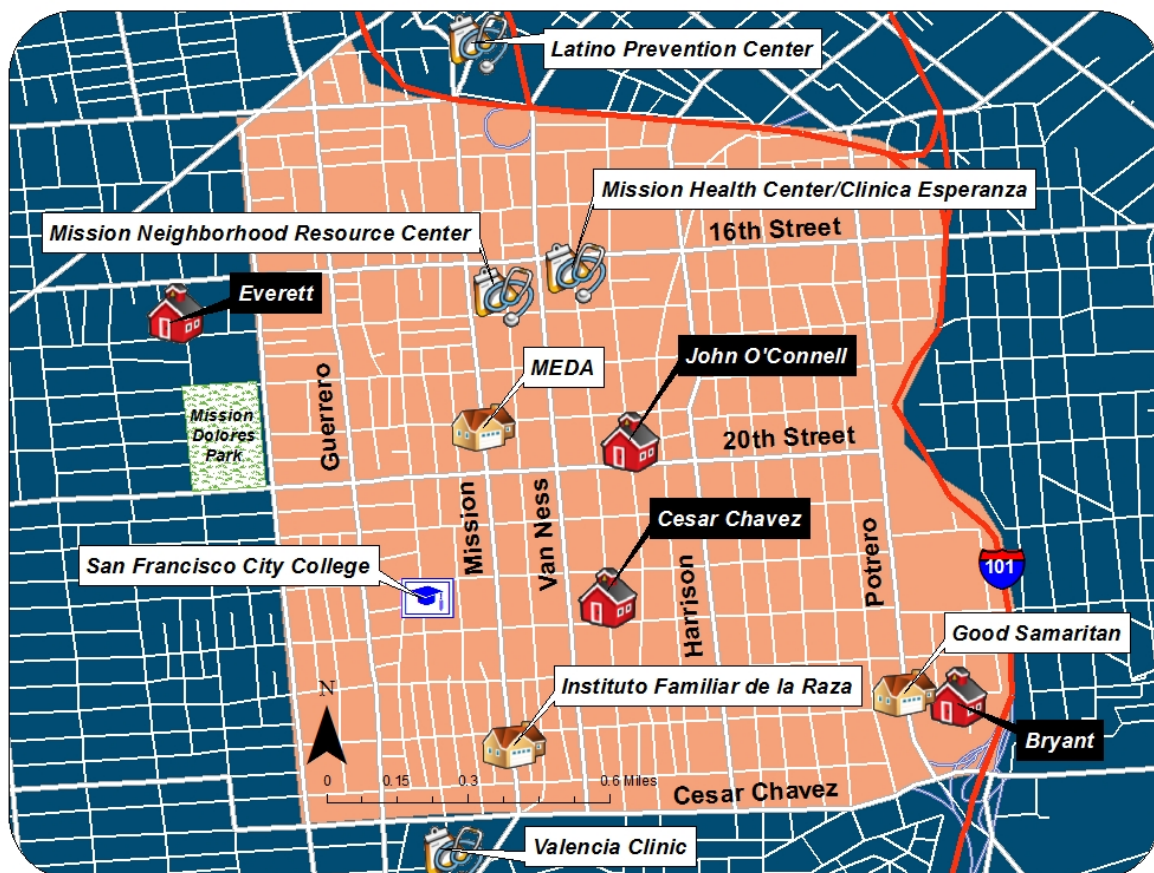 Latino Prevention Center
Mission Health Center/Clinica Esperanza
Mission Neighborhood Resource Center
16th Street
Everett
John O'Connell
MEDA
Guerrero
Mission
Dolores
Park
20th Street
Cesar Chavez
Mission
Van Ness
Potrero
San Francisco City College
101
Harrison
Good Samaritan
Instituto Familiar de la Raza
N
Bryant
0 0.15 0.3 0.6 Miles
Cesar Chavez
Valencia Clinic